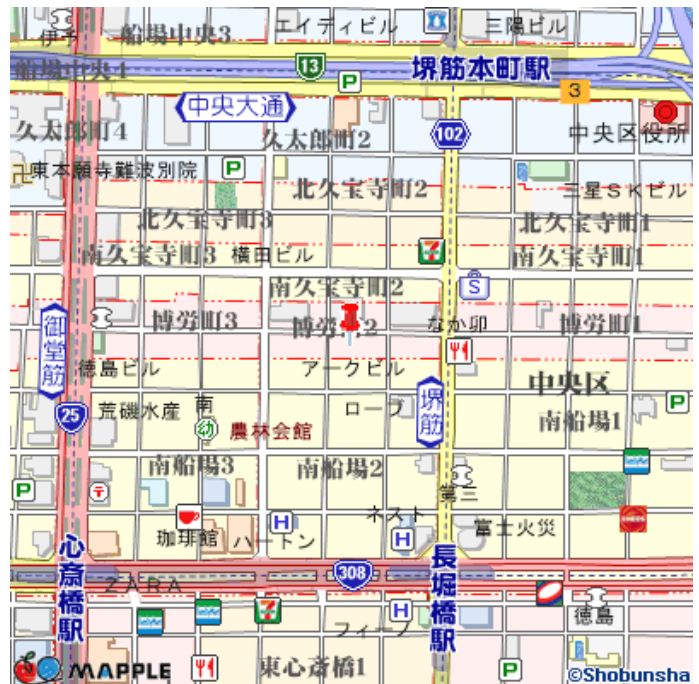 伊予
船場中央3
エイディビル
三陽ビル
船場中央4
13
P
堺筋本町駅
3
中央大通
久太郎町4
久太郎町2
102
中央区役所
東本願寺難波別院
P
北久宝寺町2
三星SKビル
北久宝寺町3
北久宝寺町1
南久宝寺町3
横田ビル
7
南久宝寺町1
南久宝寺町2
S
御堂筋
博労町3
なか卯
博労町1
徳島ビル
アークビル
中央区
25
荒磯水産
南
幼
農林会館
ローブ
堺筋
P
南船場1
南船場3
南船場2
P
〒
第三
珈琲館
ハートン
H
ネスト
H
富士火災
ENEOS
心斎橋駅
ZARA
308
長堀橋駅
7
フィーノ
H
徳島
MAPPLE
東心斎橋1
P
©Shobunsha